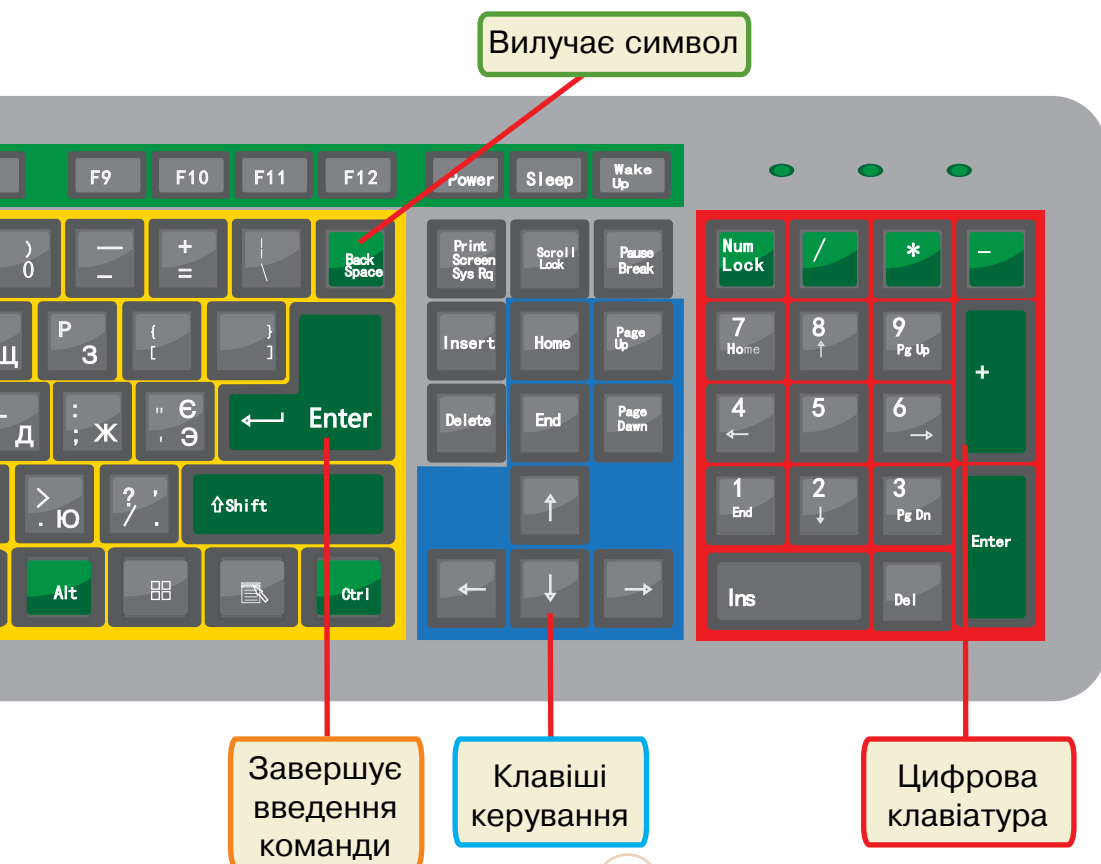 Вилучає символ
F9 F10 F11 F12 Power Sleep Wake Up
) 0 — – + = ¦ \ Back Space
Print Screen Sys Rq Scroll Lock Pause Break
Num Lock / * –
Щ P З { [ } ]
Insert Home Page Up
7 Home 8 ↑ 9 Pg Up +
Д : ; Ж " ' Є Э ← Enter
Delete End Page Dawn
4 ← 5 6 →
> . Ю ? / ' . ⇧Shift
↑
1 End 2 ↓ 3 Pg Dn Enter
Alt Ctrl
← ↓ →
Ins Del
Завершує
введення
команди
Клавіші
керування
Цифрова
клавіатура